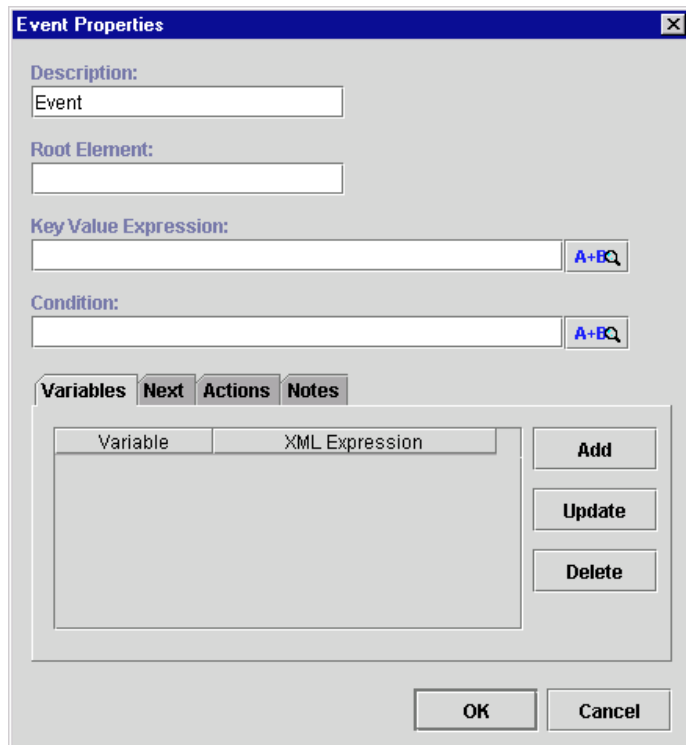 Event Properties
Description:
Event
Root Element:
Key Value Expression:
A+B
Condition:
A+B
Variables Next Actions Notes
Variable XML Expression
Add
Update
Delete
OK Cancel